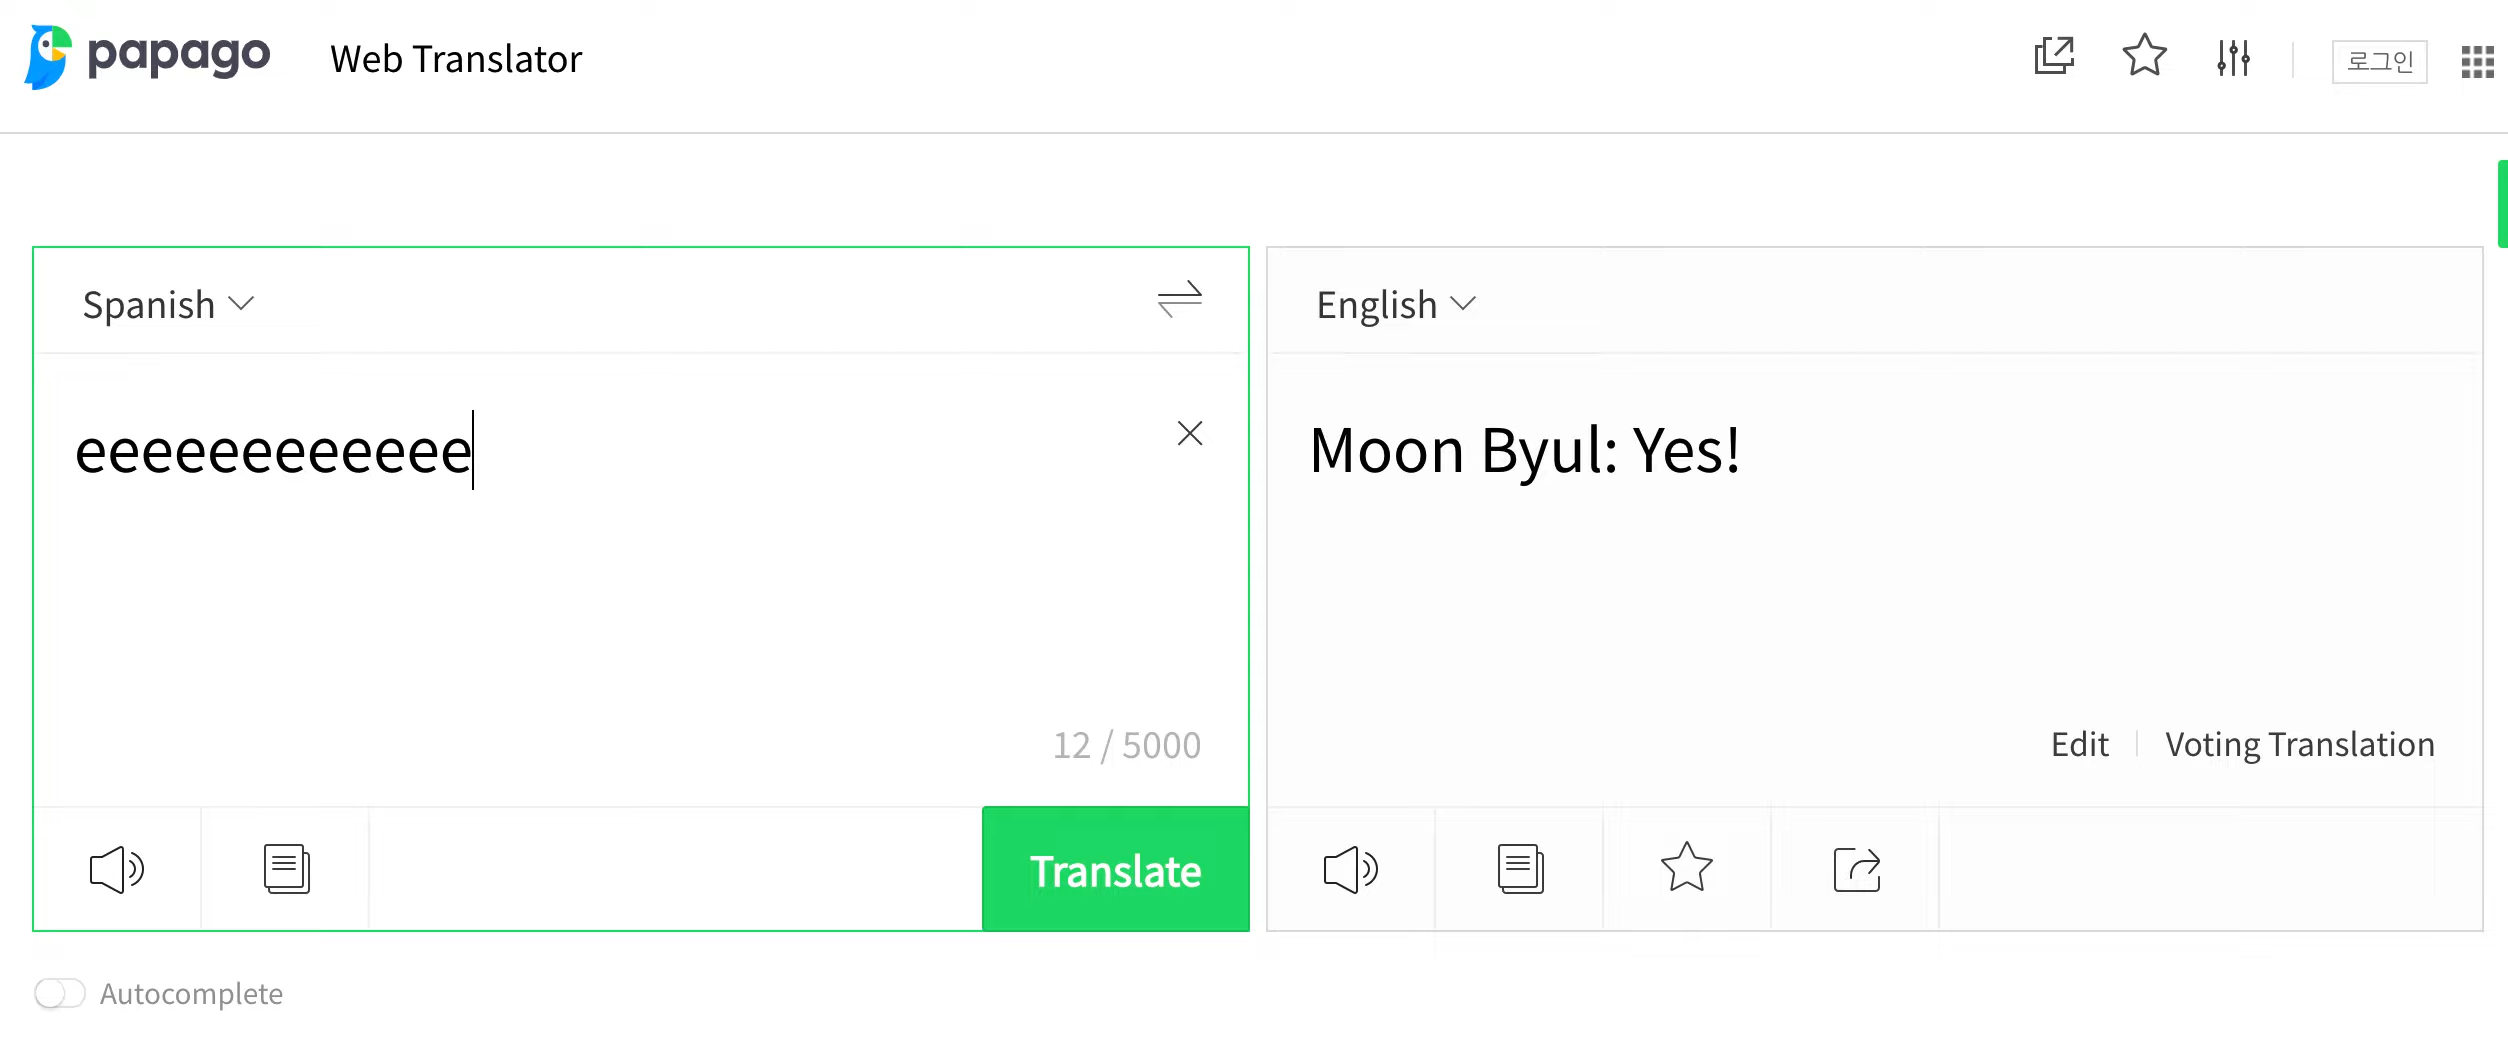 papago Web Translator 로그인
Spanish
English
eeeeeeeeeeee
Moon Byul: Yes!
12 / 5000
Edit Voting Translation
Translate
Autocomplete